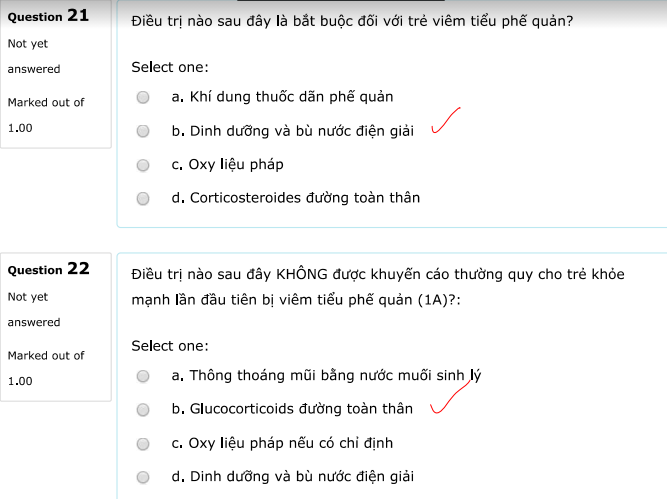 Question 21
Not yet
answered
Marked out of
1.00
Điều trị nào sau đây là bắt buộc đối với trẻ viêm tiểu phế quản?
Select one:
a. Khí dung thuốc dãn phế quản
b. Dinh dưỡng và bù nước điện giải
c. Oxy liệu pháp
d. Corticosteroides đường toàn thân
Question 22
Not yet
answered
Marked out of
1.00
Điều trị nào sau đây KHÔNG được khuyến cáo thường quy cho trẻ khỏe
mạnh lần đầu tiên bị viêm tiểu phế quản (1A)?:
Select one:
a. Thông thoáng mũi bằng nước muối sinh lý
b. Glucocorticoids đường toàn thân
c. Oxy liệu pháp nếu có chỉ định
d. Dinh dưỡng và bù nước điện giải